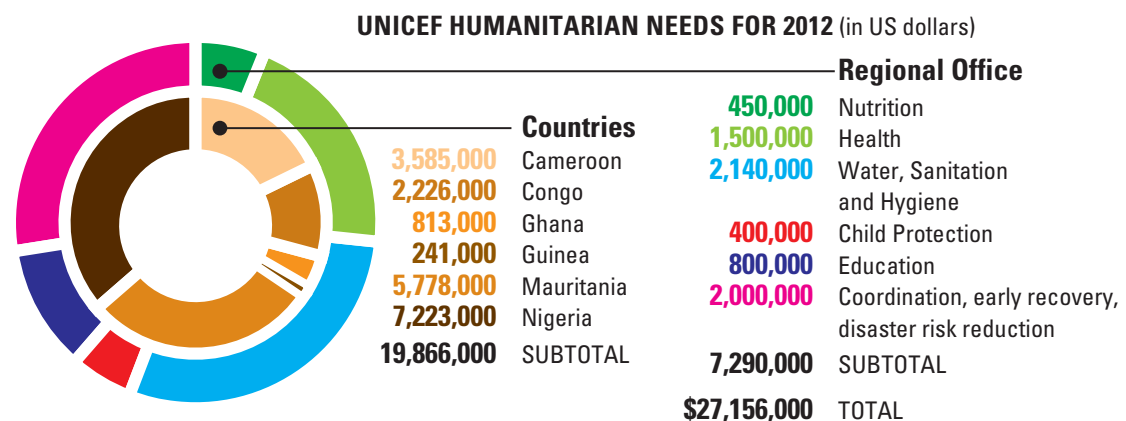 UNICEF HUMANITARIAN NEEDS FOR 2012 (in US dollars)
Countries
3,585,000 Cameroon
2,226,000 Congo
813,000 Ghana
241,000 Guinea
5,778,000 Mauritania
7,223,000 Nigeria
19,866,000 SUBTOTAL
Regional Office
450,000 Nutrition
1,500,000 Health
2,140,000 Water, Sanitation
and Hygiene
400,000 Child Protection
800,000 Education
2,000,000 Coordination, early recovery,
disaster risk reduction
7,290,000 SUBTOTAL
$27,156,000 TOTAL